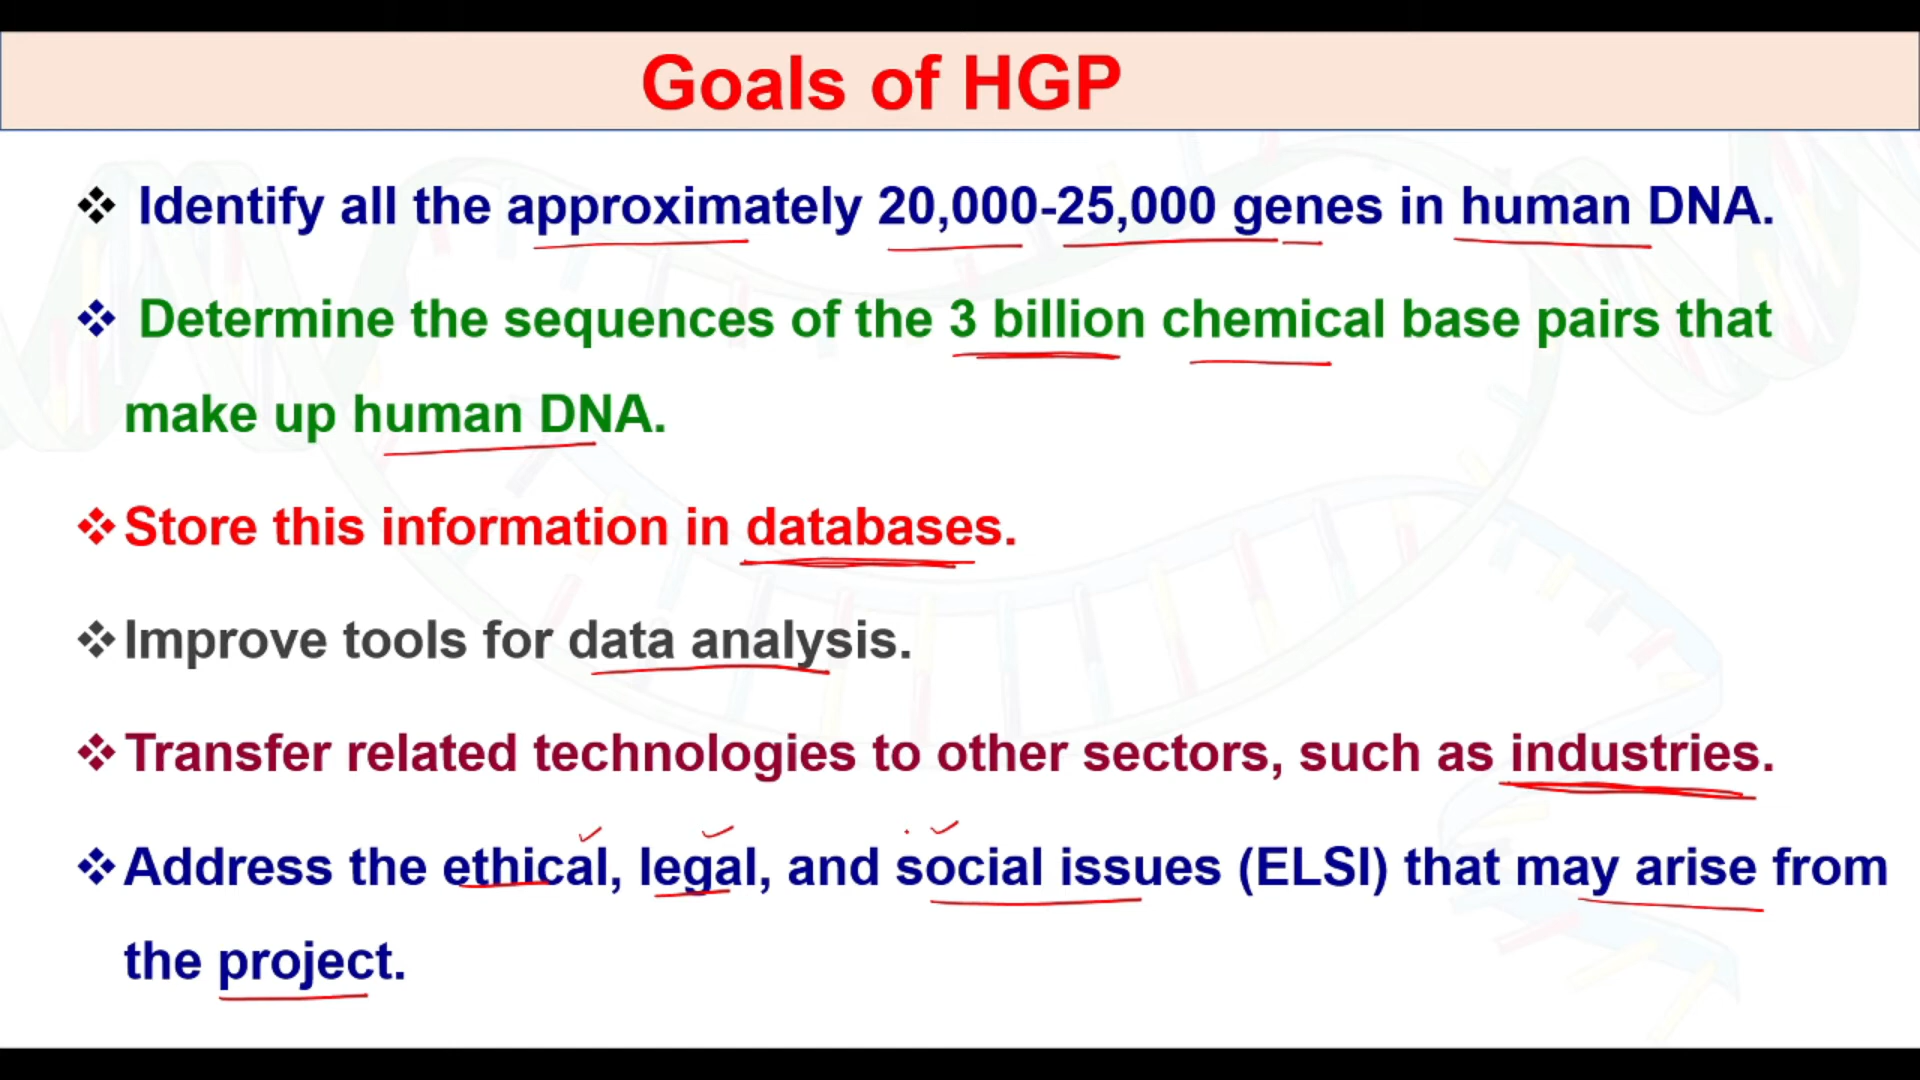 Goals of HGP
❖ Identify all the approximately 20,000-25,000 genes in human DNA.
❖ Determine the sequences of the 3 billion chemical base pairs that
make up human DNA.
❖ Store this information in databases.
❖ Improve tools for data analysis.
❖ Transfer related technologies to other sectors, such as industries.
❖ Address the ethical, legal, and social issues (ELSI) that may arise from
the project.